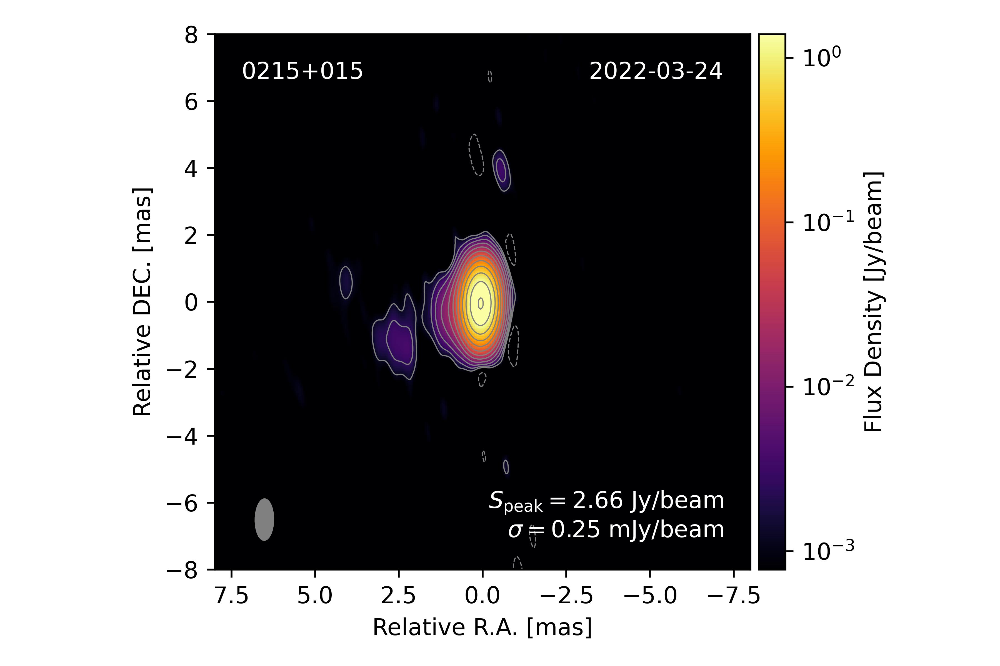 0215+015
2022-03-24
8
6
4
2
0
−2
−4
−6
−8
Relative DEC. [mas]
S_peak = 2.66 Jy/beam
σ = 0.25 mJy/beam
7.5 5.0 2.5 0.0 −2.5 −5.0 −7.5
Relative R.A. [mas]
10⁰
10⁻¹
10⁻²
10⁻³
Flux Density [Jy/beam]